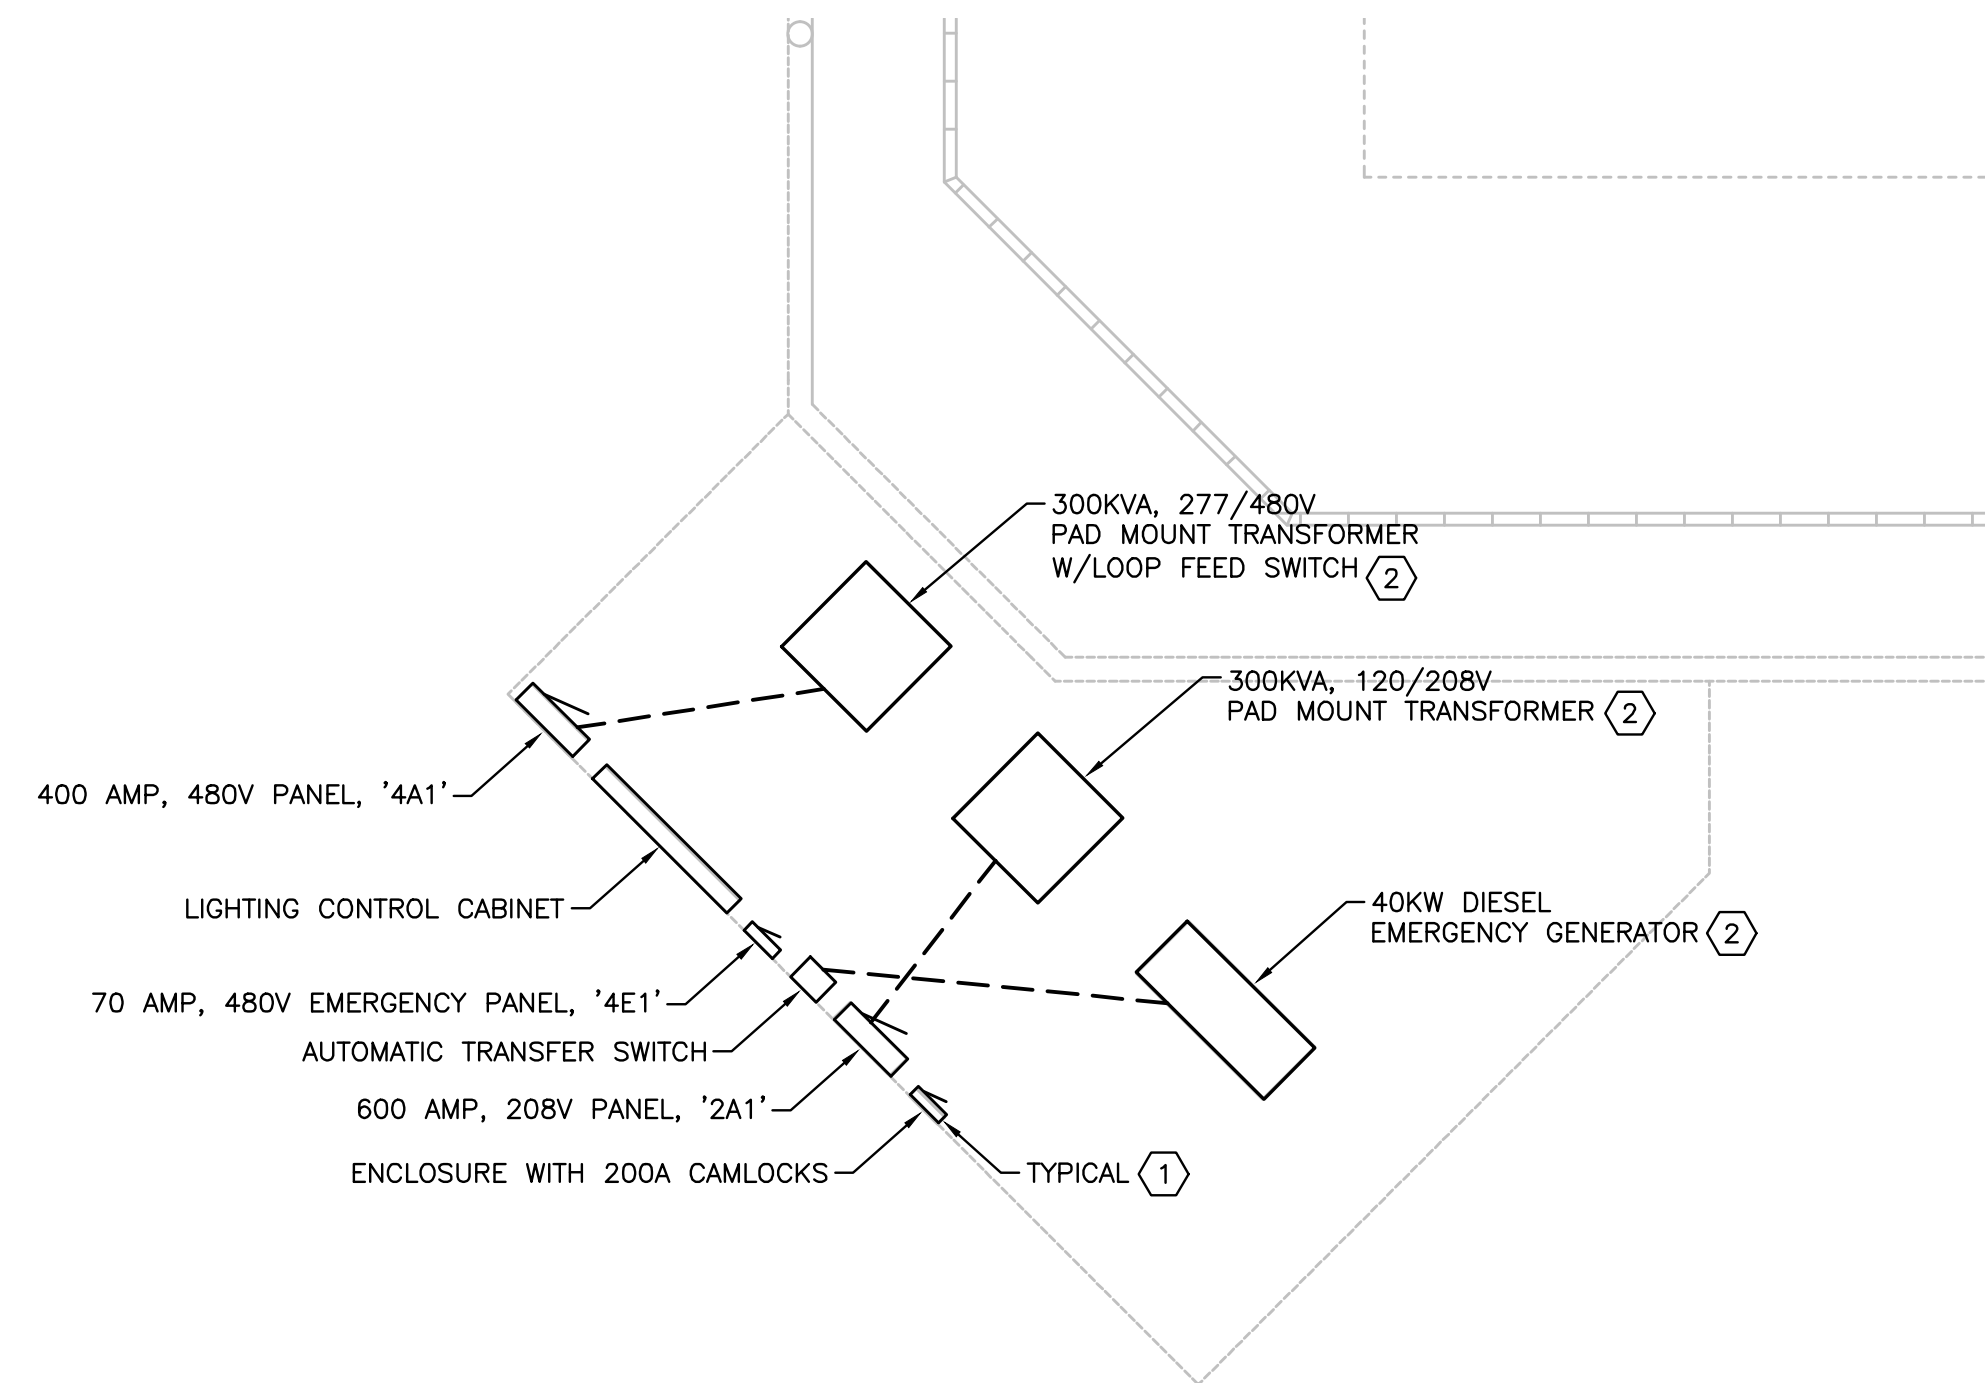 300KVA, 277/480V
PAD MOUNT TRANSFORMER
W/LOOP FEED SWITCH 2
300KVA, 120/208V
PAD MOUNT TRANSFORMER 2
400 AMP, 480V PANEL, '4A1'
LIGHTING CONTROL CABINET
40KW DIESEL
EMERGENCY GENERATOR 2
70 AMP, 480V EMERGENCY PANEL, '4E1'
AUTOMATIC TRANSFER SWITCH
600 AMP, 208V PANEL, '2A1'
ENCLOSURE WITH 200A CAMLOCKS
TYPICAL 1